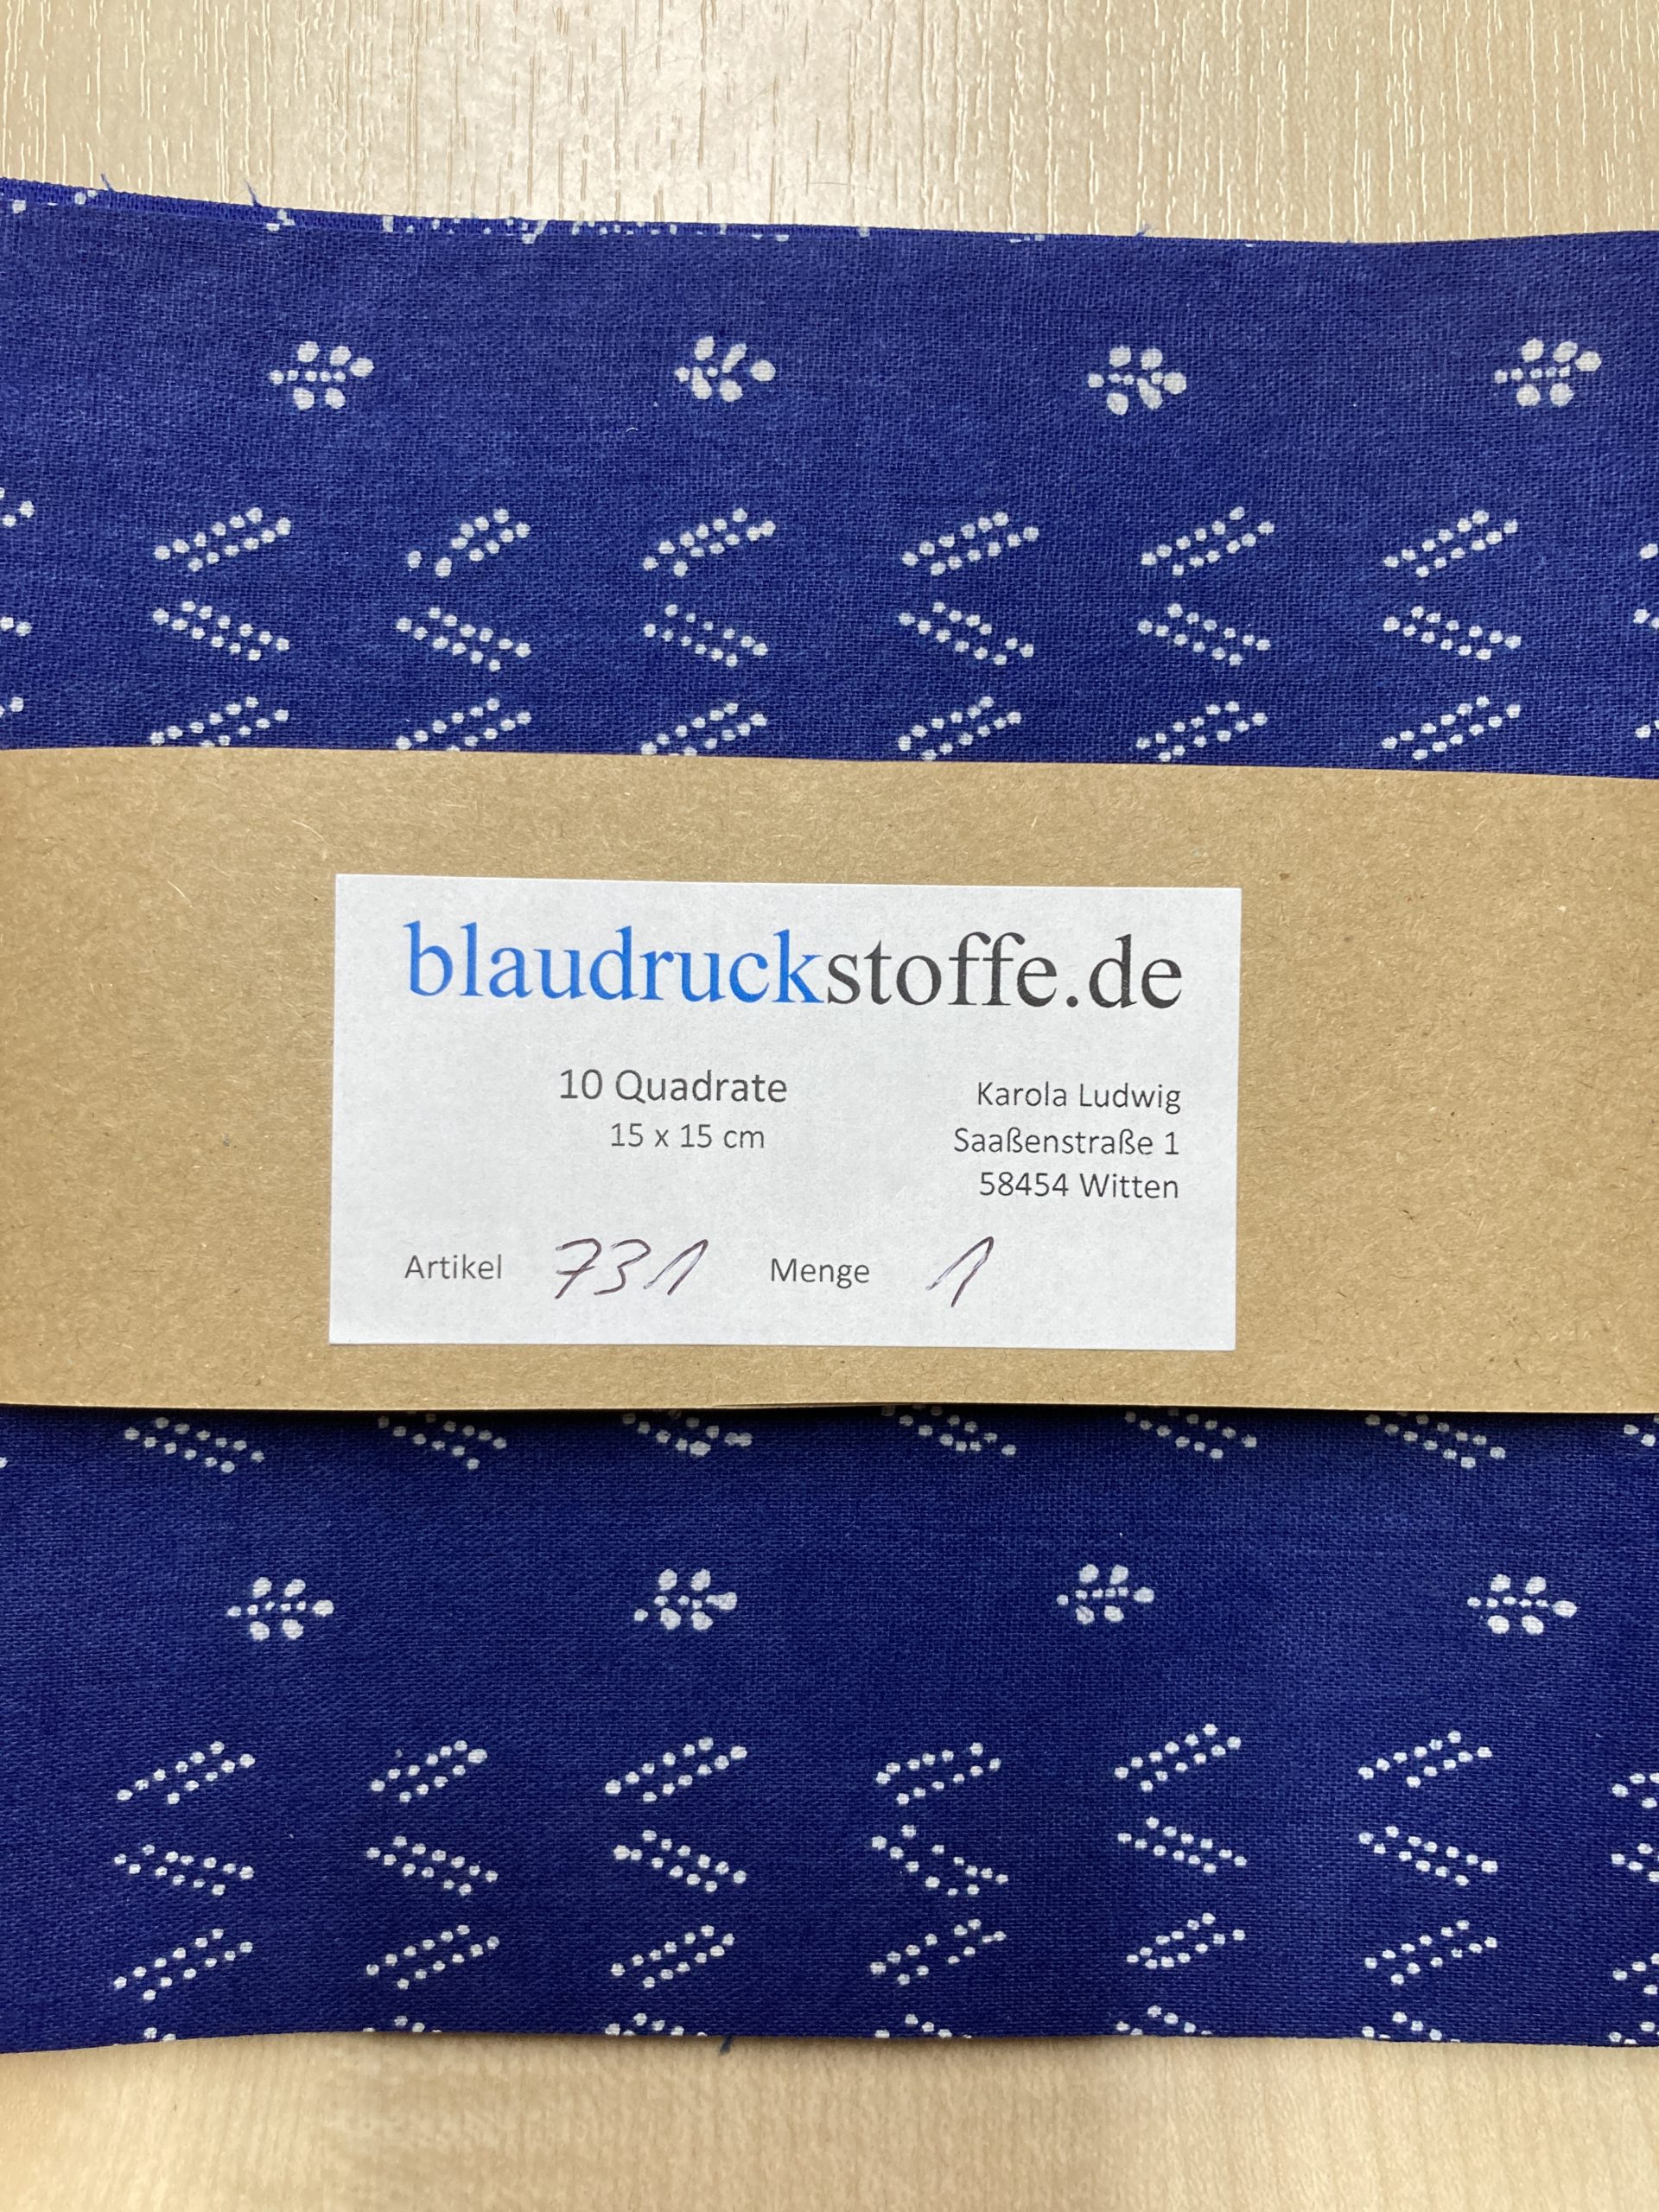 blaudruckstoffe.de
10 Quadrate
15 x 15 cm
Karola Ludwig
Saaßenstraße 1
58454 Witten
Artikel 731 Menge 1